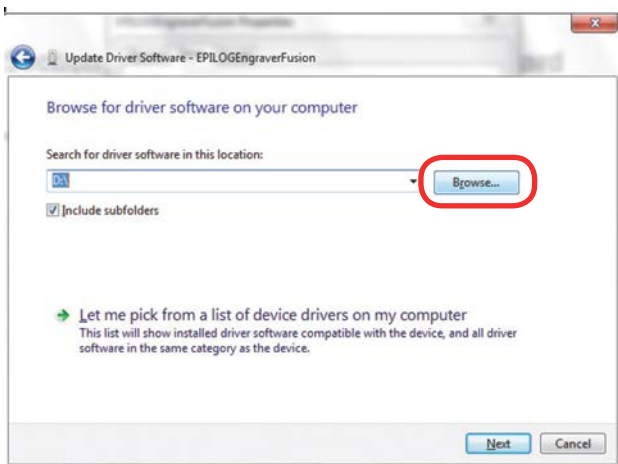 Update Driver Software - EPILOGEngraverFusion
Browse for driver software on your computer
Search for driver software in this location:
D:\
Browse...
Include subfolders
Let me pick from a list of device drivers on my computer
This list will show installed driver software compatible with the device, and all driver
software in the same category as the device.
Next
Cancel